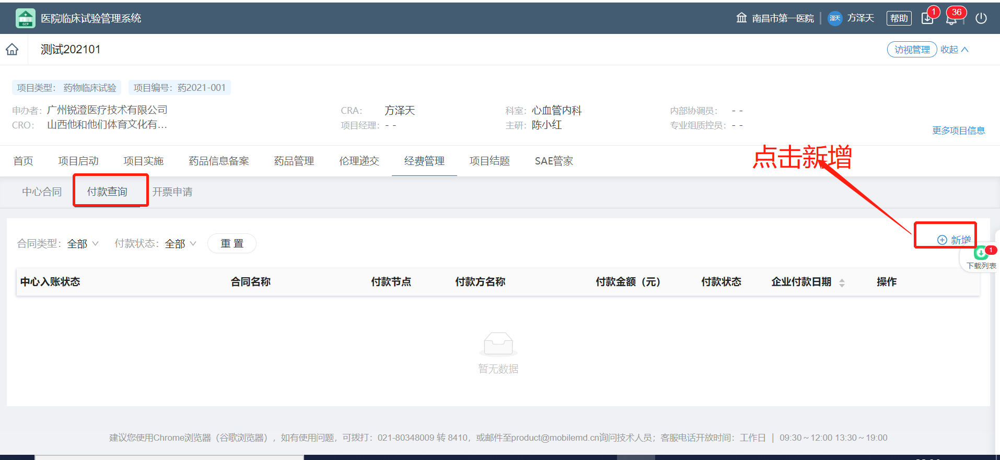 GCP
医院临床试验管理系统
南昌市第一医院
泽天
方泽天
帮助
1
36
测试202101
访视管理
收起
项目类型： 药物临床试验
项目编号：药2021-001
申办者：广州锐澄医疗技术有限公司
CRA： 方泽天
科室：心血管内科
内部协调员： - -
CRO： 山西他和他们体育文化有...
项目经理：- -
主研：陈小红
专业组质控员：- -
更多项目信息
首页 项目启动 项目实施 药品信息备案 药品管理 伦理递交 经费管理 项目结题 SAE管家
点击新增
中心合同 付款查询 开票申请
合同类型：全部 付款状态：全部 重 置
新增
1
下载列表
中心入账状态 合同名称 付款节点 付款方名称 付款金额（元） 付款状态 企业付款日期 操作
暂无数据
建议您使用Chrome浏览器（谷歌浏览器），如有使用问题，可拨打：021-80348009 转 8410，或邮件至product@mobilemd.cn询问技术人员；客服电话开放时间：工作日 | 09:30～12:00 13:30～19:00